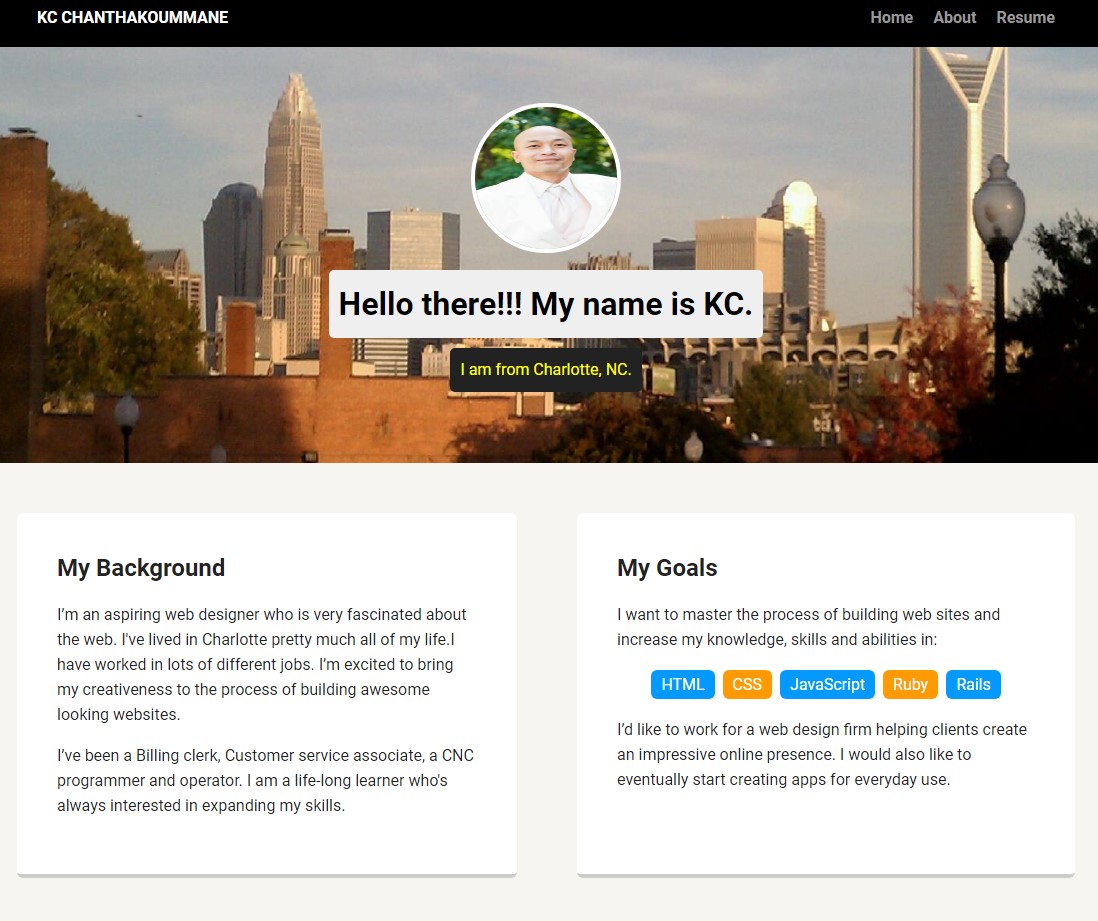 KC CHANTHAKOUMMANE
Home About Resume
Hello there!!! My name is KC.
I am from Charlotte, NC.
My Background
I’m an aspiring web designer who is very fascinated about
the web. I've lived in Charlotte pretty much all of my life.I
have worked in lots of different jobs. I’m excited to bring
my creativeness to the process of building awesome
looking websites.
I’ve been a Billing clerk, Customer service associate, a CNC
programmer and operator. I am a life-long learner who's
always interested in expanding my skills.
My Goals
I want to master the process of building web sites and
increase my knowledge, skills and abilities in:
HTML CSS JavaScript Ruby Rails
I’d like to work for a web design firm helping clients create
an impressive online presence. I would also like to
eventually start creating apps for everyday use.